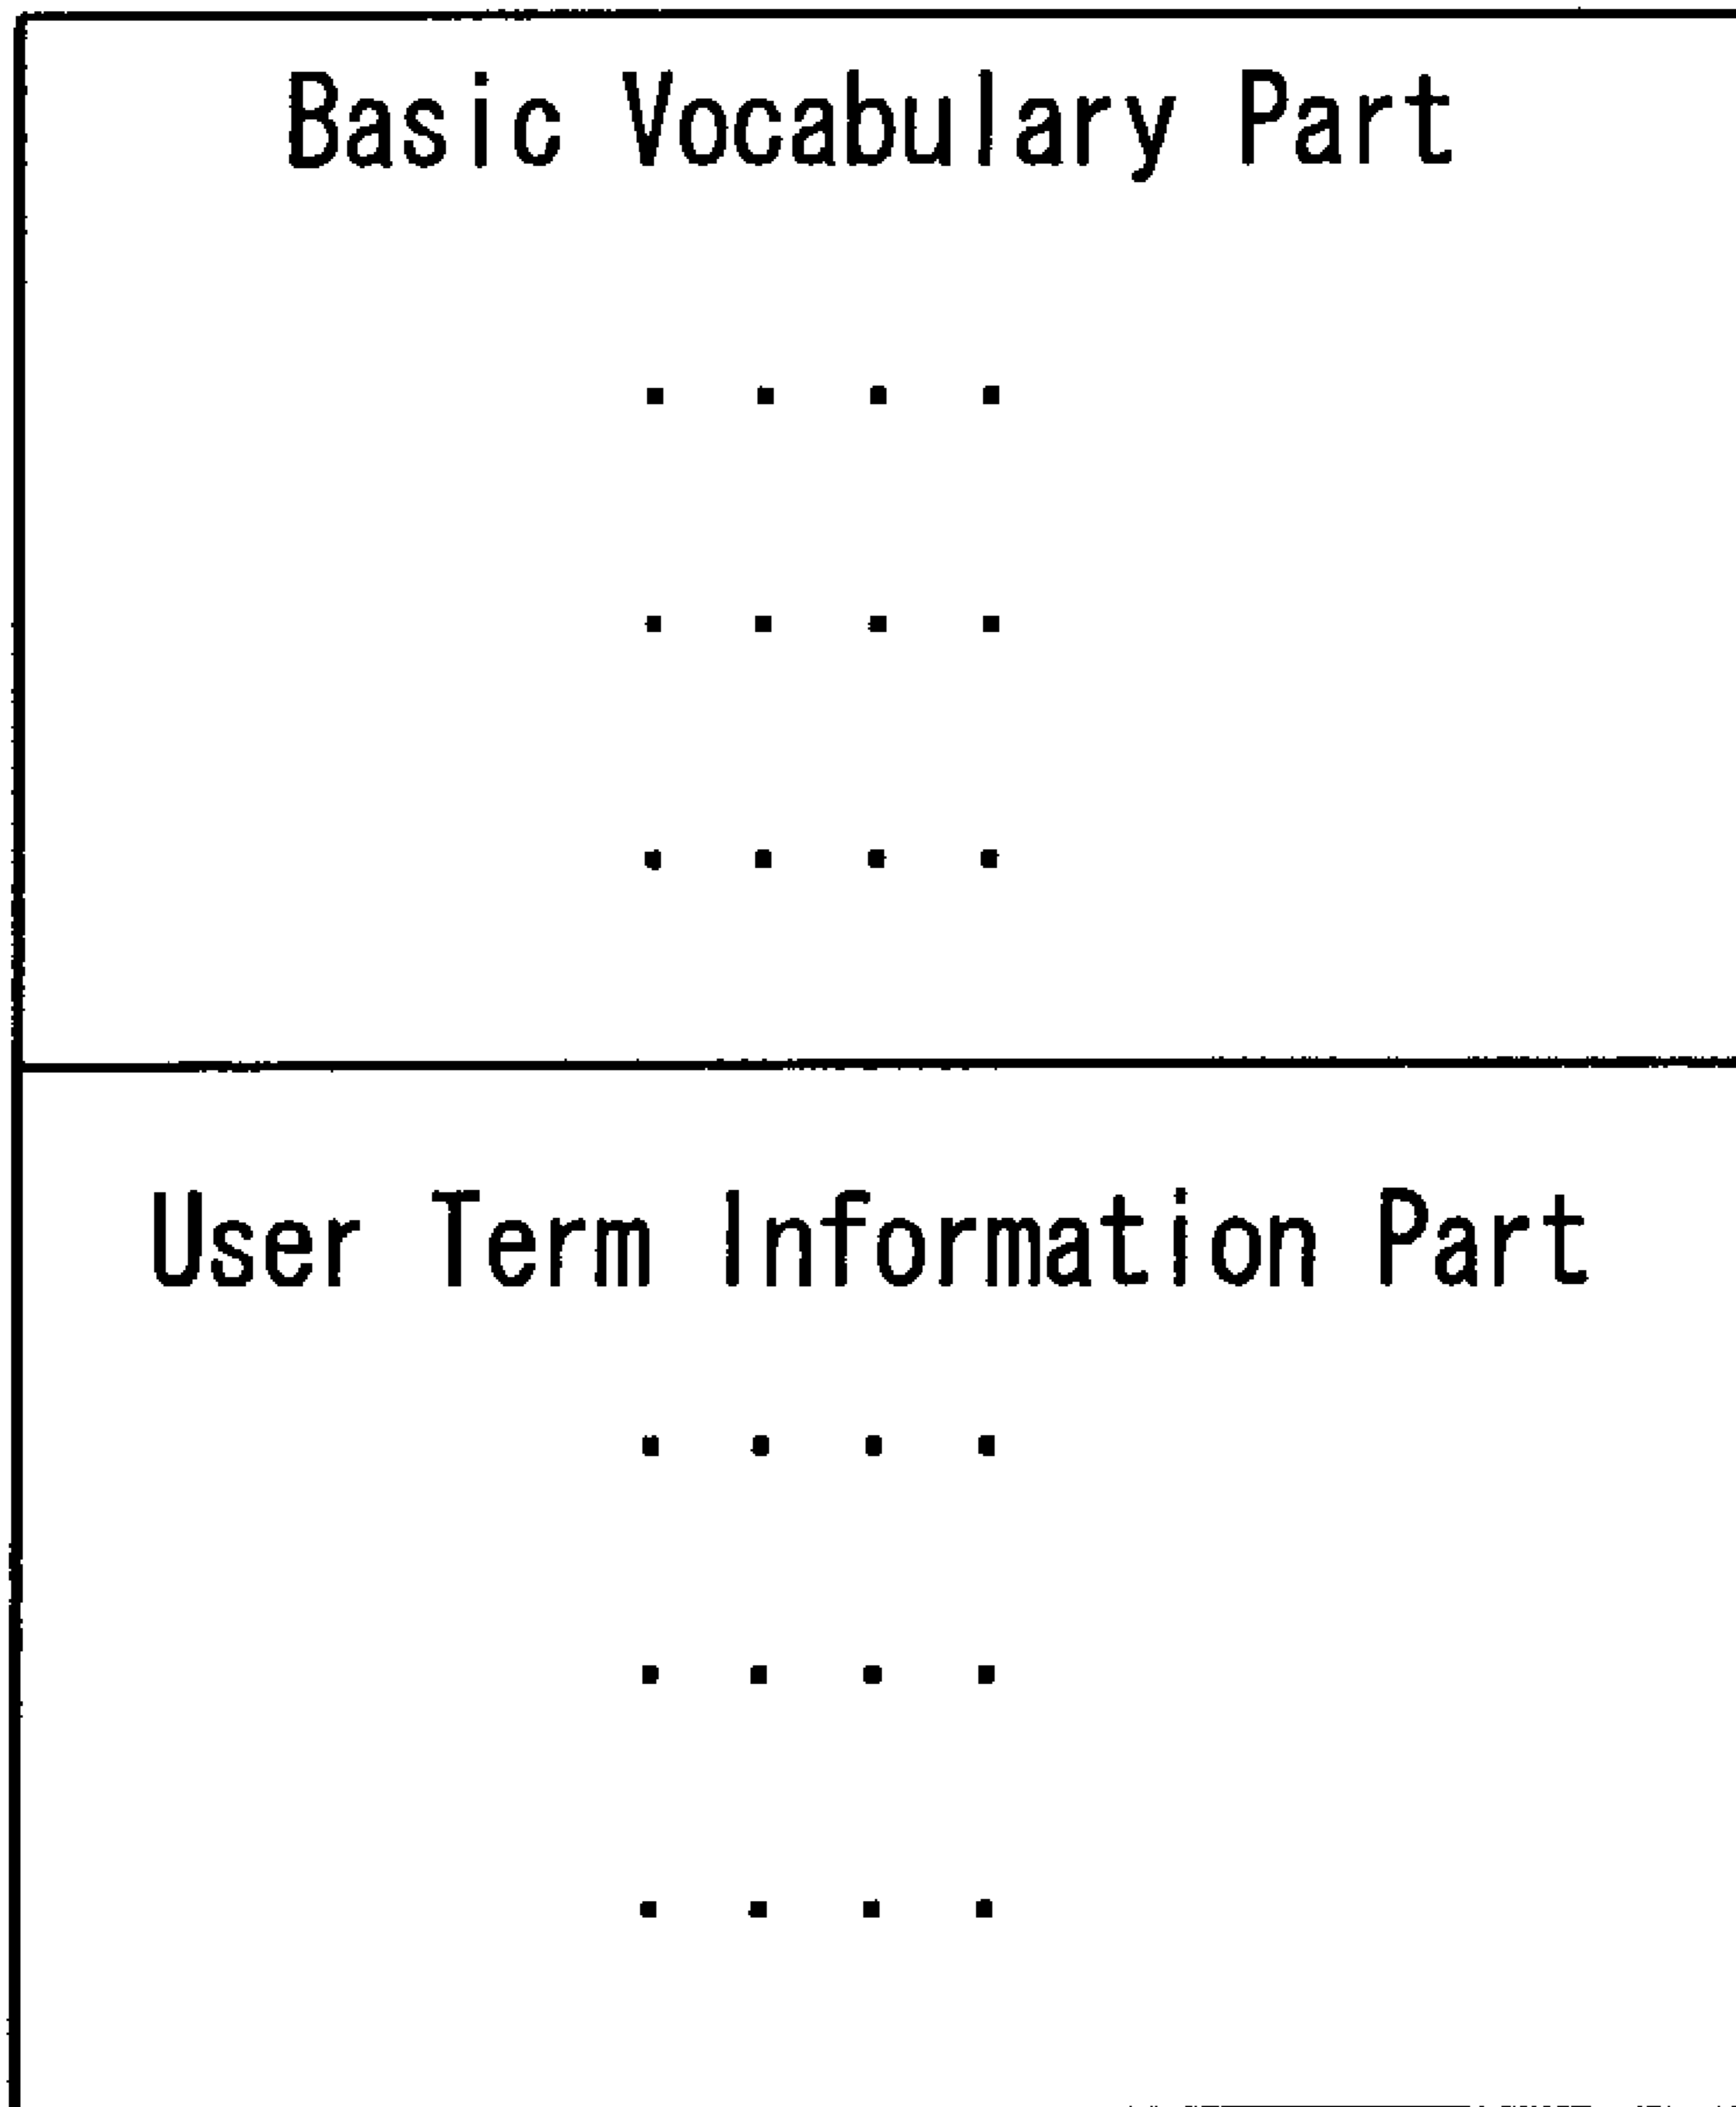 Basic Vocabulary Part
. . . .
. . . .
. . . .
User Term Information Part
. . . .
. . . .
. . . .